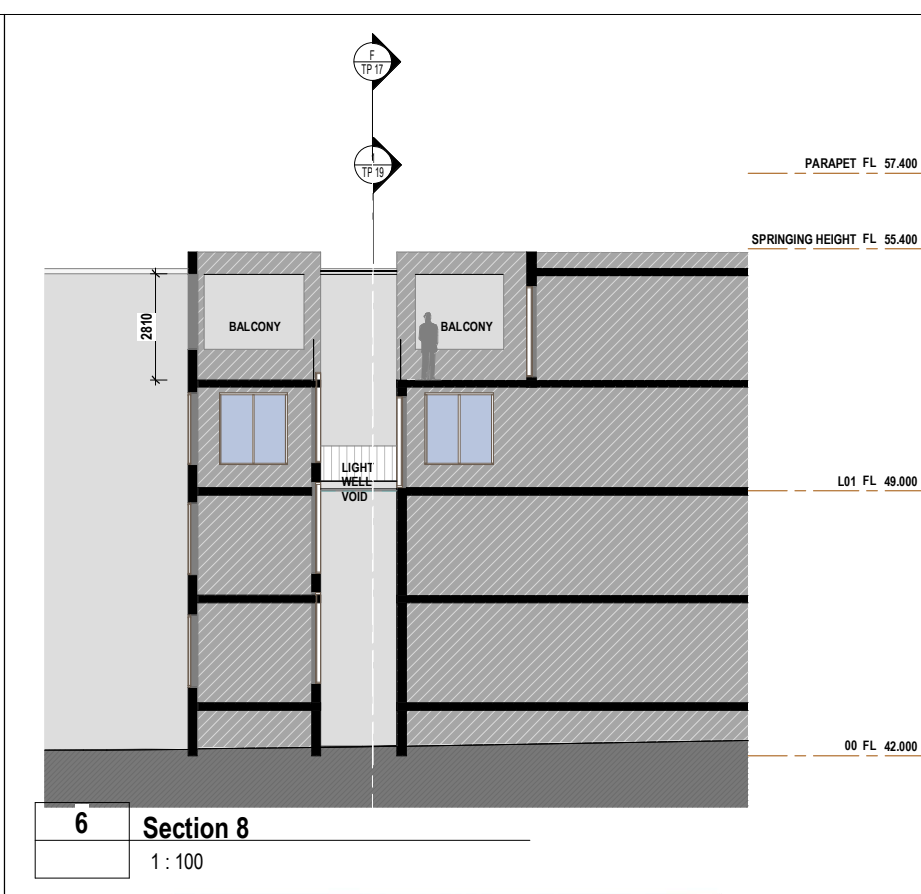 F
TP 17
I
TP 19
PARAPET FL 57.400
SPRINGING HEIGHT FL 55.400
2810
BALCONY
BALCONY
LIGHT
WELL
VOID
L01 FL 49.000
00 FL 42.000
6
Section 8
1 : 100